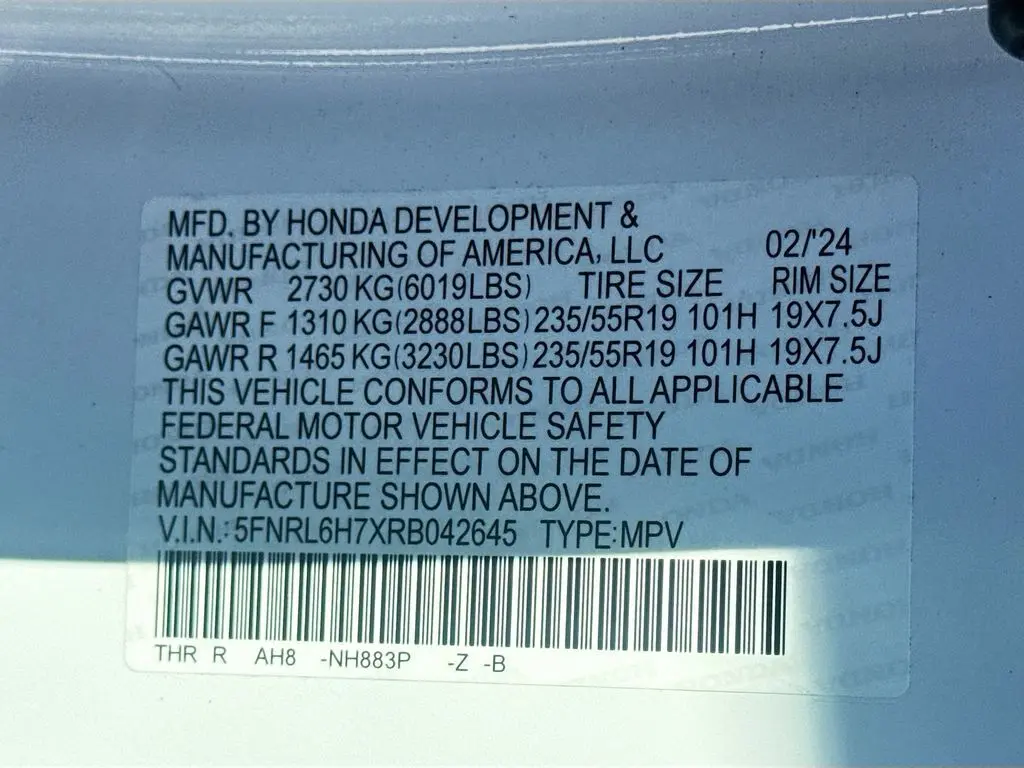 MFD. BY HONDA DEVELOPMENT &
MANUFACTURING OF AMERICA, LLC 02/'24
GVWR 2730 KG(6019LBS) TIRE SIZE RIM SIZE
GAWR F 1310 KG(2888LBS) 235/55R19 101H 19X7.5J
GAWR R 1465 KG(3230LBS) 235/55R19 101H 19X7.5J
THIS VEHICLE CONFORMS TO ALL APPLICABLE
FEDERAL MOTOR VEHICLE SAFETY
STANDARDS IN EFFECT ON THE DATE OF
MANUFACTURE SHOWN ABOVE.
V.I.N.: 5FNRL6H7XRB042645 TYPE: MPV
THR R AH8 -NH883P -Z -B